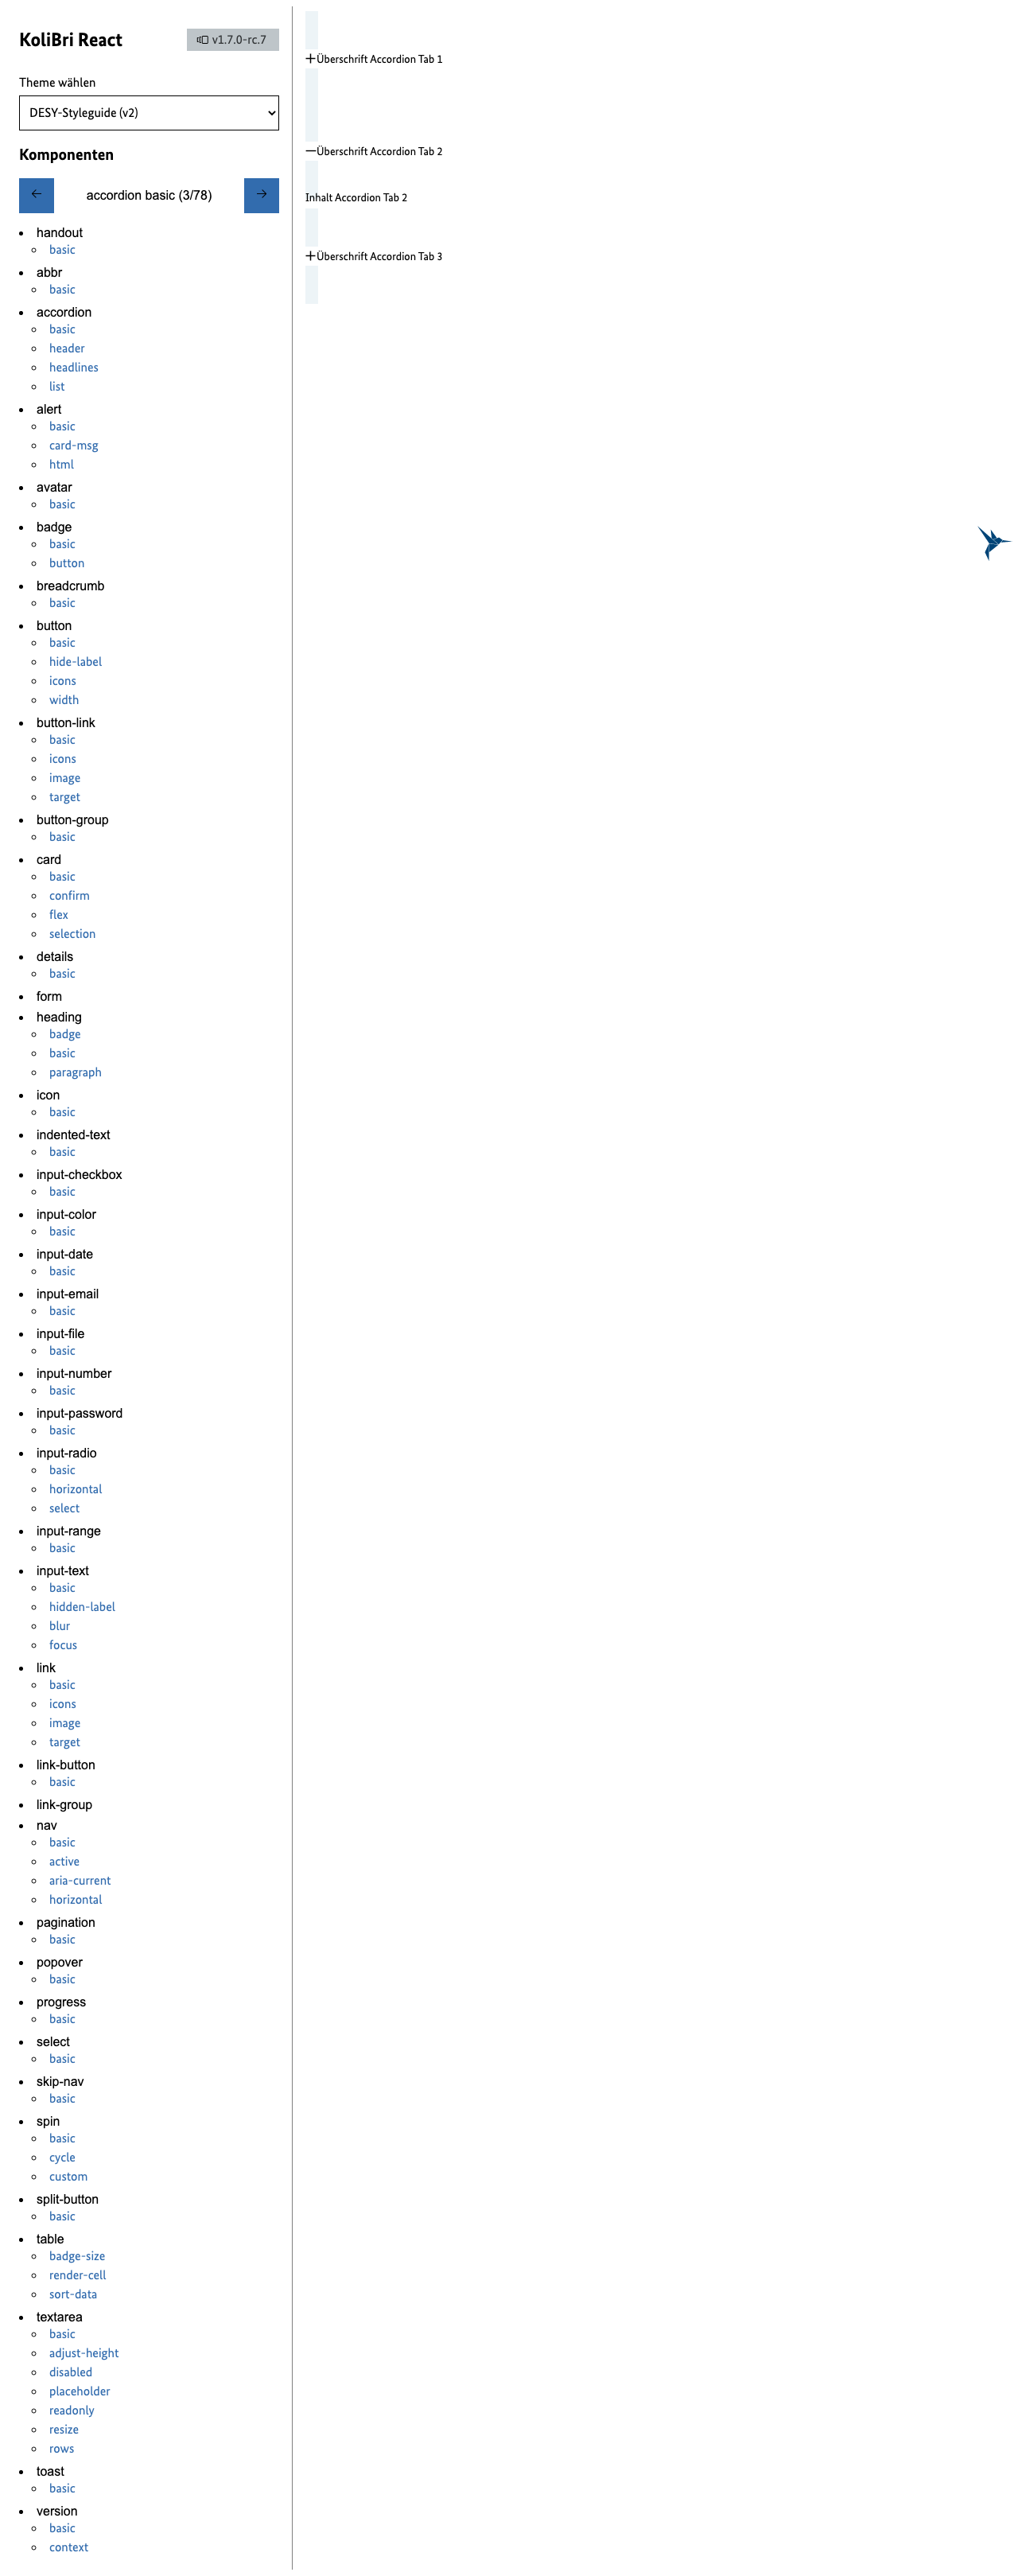 KoliBri React
v1.7.0-rc.7
Theme wählen
DESY-Styleguide (v2)
Komponenten
← accordion basic (3/78) →
handout
basic
abbr
basic
accordion
basic
header
headlines
list
alert
basic
card-msg
html
avatar
basic
badge
basic
button
breadcrumb
basic
button
basic
hide-label
icons
width
button-link
basic
icons
image
target
button-group
basic
card
basic
confirm
flex
selection
details
basic
form
heading
badge
basic
paragraph
icon
basic
indented-text
basic
input-checkbox
basic
input-color
basic
input-date
basic
input-email
basic
input-file
basic
input-number
basic
input-password
basic
input-radio
basic
horizontal
select
input-range
basic
input-text
basic
hidden-label
blur
focus
link
basic
icons
image
target
link-button
basic
link-group
nav
basic
active
aria-current
horizontal
pagination
basic
popover
basic
progress
basic
select
basic
skip-nav
basic
spin
basic
cycle
custom
split-button
basic
table
badge-size
render-cell
sort-data
textarea
basic
adjust-height
disabled
placeholder
readonly
resize
rows
toast
basic
version
basic
context
+Überschrift Accordion Tab 1
−Überschrift Accordion Tab 2
Inhalt Accordion Tab 2
+Überschrift Accordion Tab 3